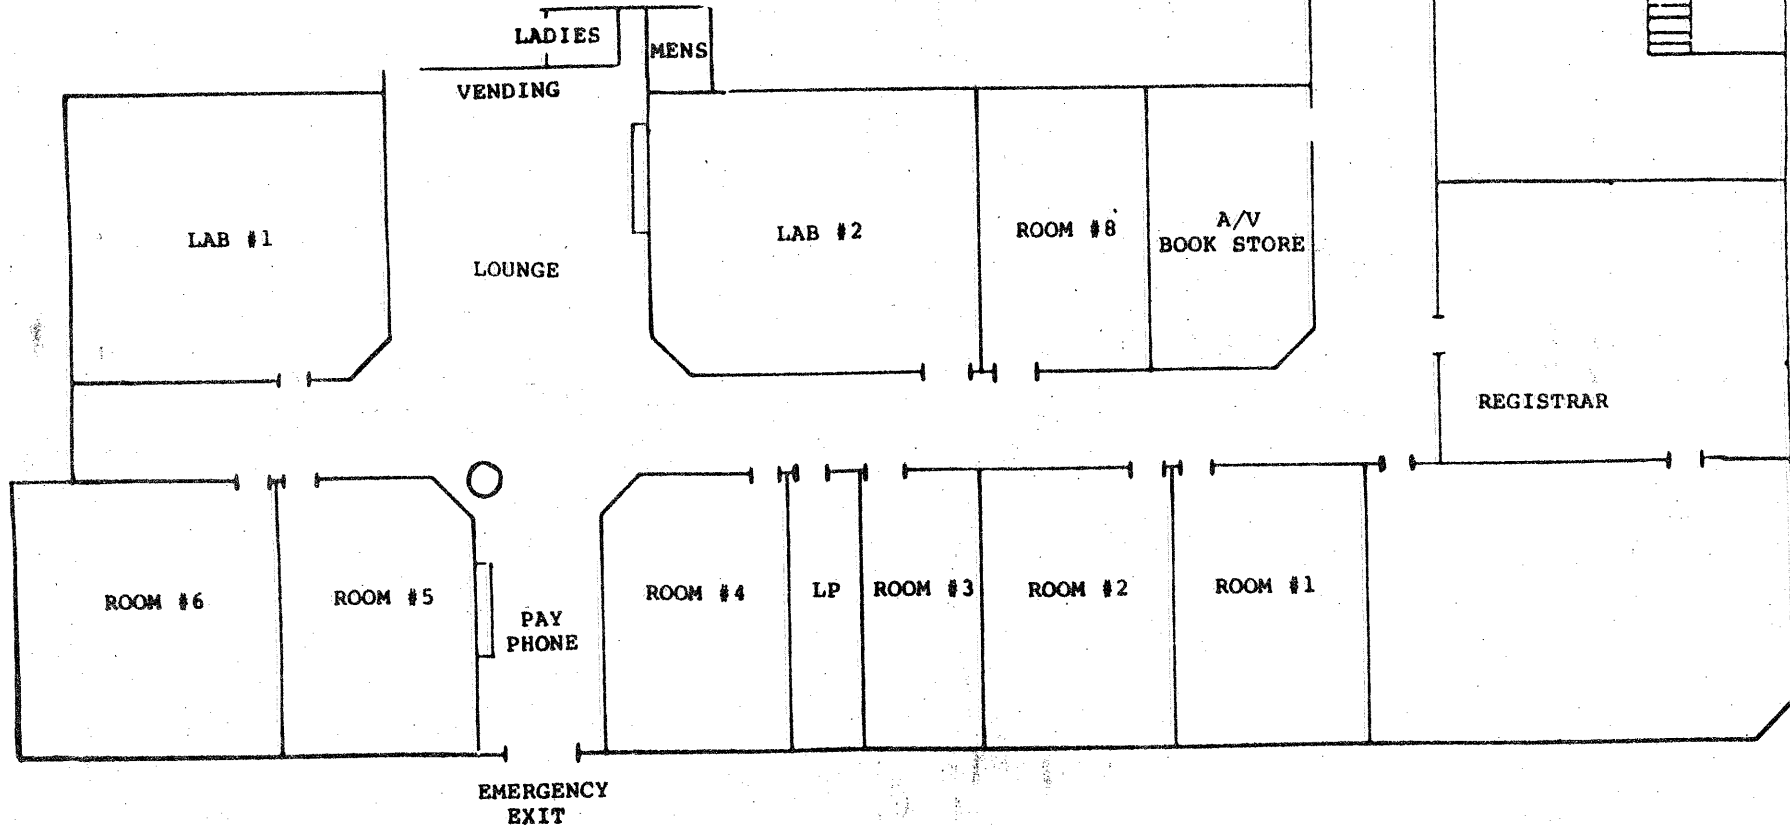 LADIES
MENS
VENDING
LAB #1
LOUNGE
LAB #2
ROOM #8
A/V
BOOK STORE
REGISTRAR
ROOM #6
ROOM #5
PAY
PHONE
ROOM #4
LP
ROOM #3
ROOM #2
ROOM #1
EMERGENCY
EXIT